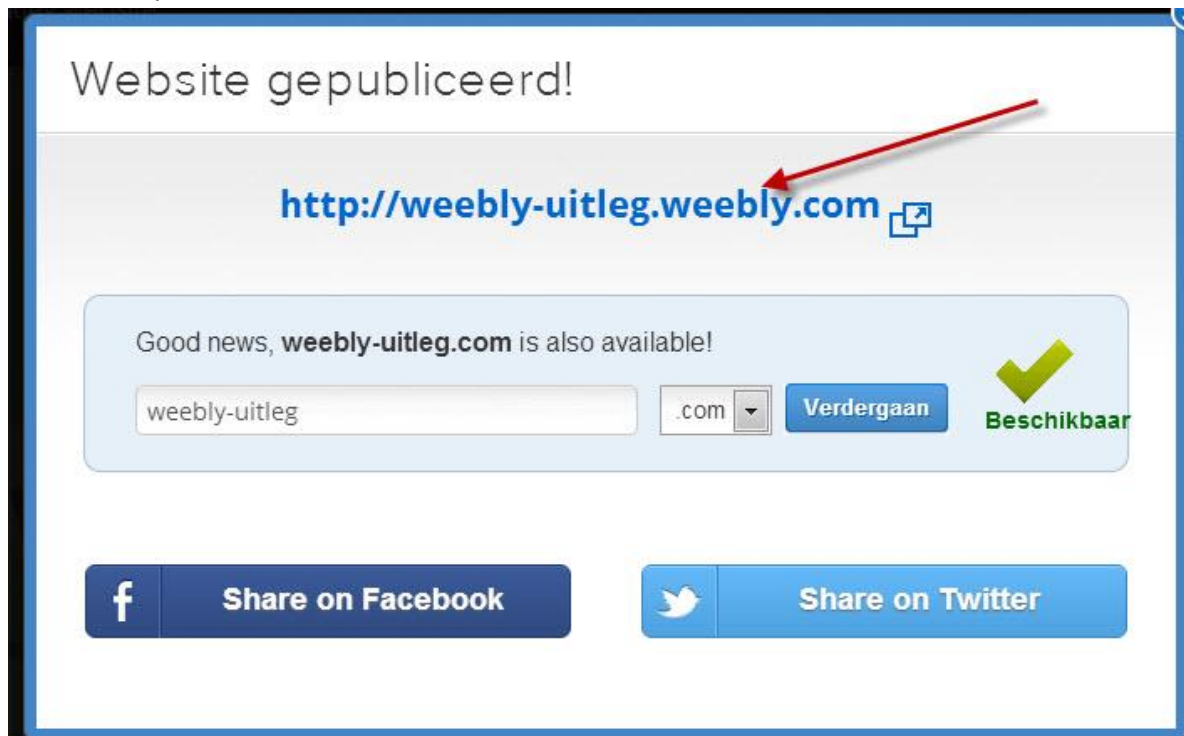 Website gepubliceerd!
http://weebly-uitleg.weebly.com
Good news, weebly-uitleg.com is also available!
weebly-uitleg .com Verdergaan Beschikbaar
f Share on Facebook Share on Twitter